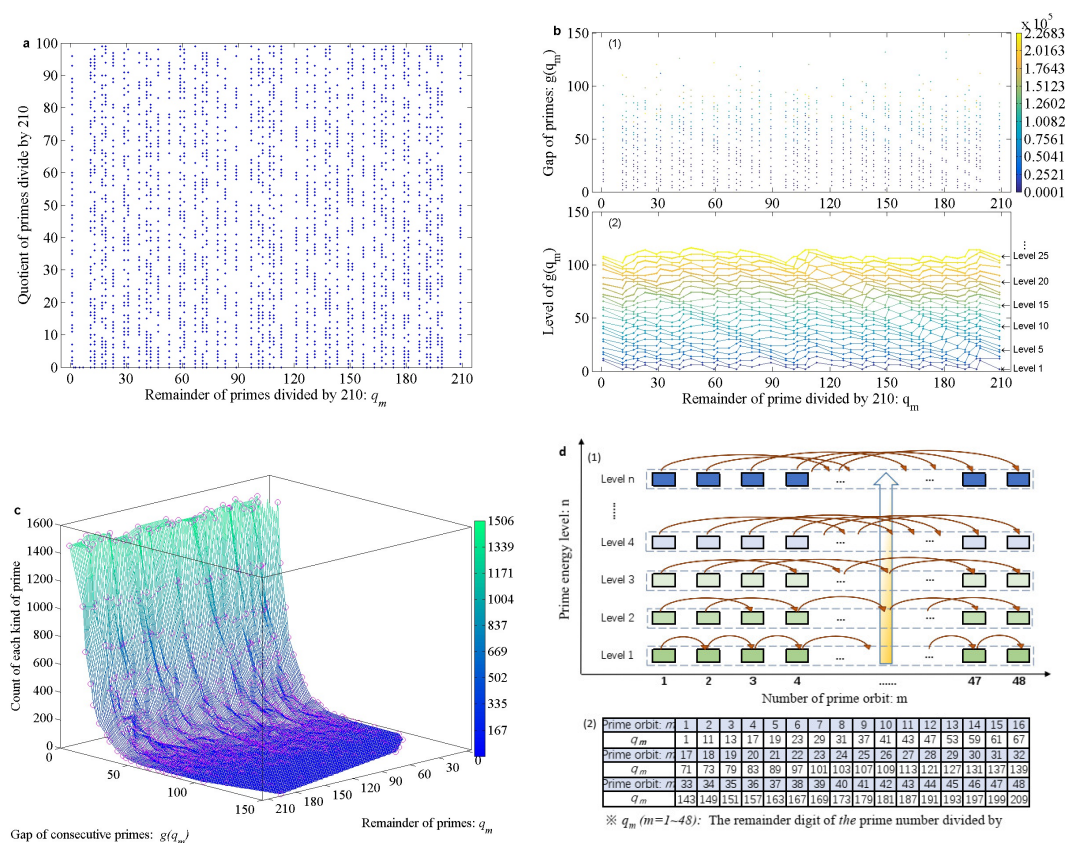 a
100
90
80
70
60
50
40
30
20
10
0
Quotient of primes divide by 210
0 30 60 90 120 150 180 210
Remainder of primes divided by 210: q_m
b
(1)
150
100
50
0
Gap of primes: g(q_m)
0 30 60 90 120 150 180 210
x 10^5
2.2683
2.0163
1.7643
1.5123
1.2602
1.0082
0.7561
0.5041
0.2521
0.0001
(2)
150
100
50
0
Level of g(q_m)
⋮
Level 25
Level 20
Level 15
Level 10
Level 5
Level 1
0 30 60 90 120 150 180 210
Remainder of prime divided by 210: q_m
c
1600
1400
1200
1000
800
600
400
200
0
Count of each kind of prime
0
50
100
150
210
180
150
120
90
60
30
0
Gap of consecutive primes: g(q_m)
Remainder of primes: q_m
1506
1339
1171
1004
837
669
502
335
167
0
d
(1)
Prime energy level: n
Level n ... ...
......
Level 4 ... ...
Level 3 ... ...
Level 2 ... ...
Level 1 ... ...
1 2 3 4 ...... 47 48
Number of prime orbit: m
(2)
Prime orbit: m 1 2 3 4 5 6 7 8 9 10 11 12 13 14 15 16
q_m 1 11 13 17 19 23 29 31 37 41 43 47 53 59 61 67
Prime orbit: m 17 18 19 20 21 22 23 24 25 26 27 28 29 30 31 32
q_m 71 73 79 83 89 97 101 103 107 109 113 121 127 131 137 139
Prime orbit: m 33 34 35 36 37 38 39 40 41 42 43 44 45 46 47 48
q_m 143 149 151 157 163 167 169 173 179 181 187 191 193 197 199 209
※ q_m (m=1~48): The remainder digit of the prime number divided by